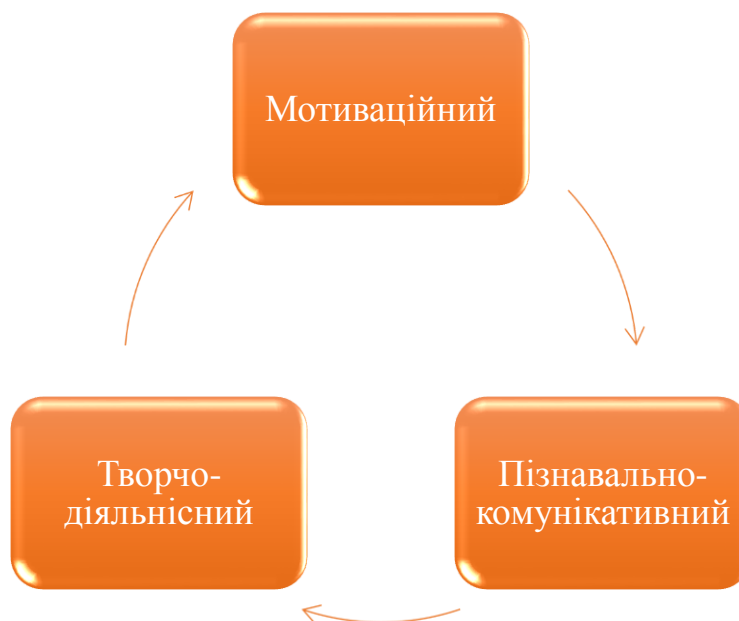 Мотиваційний
Творчо-
діяльнісний
Пізнавально-
комунікативний